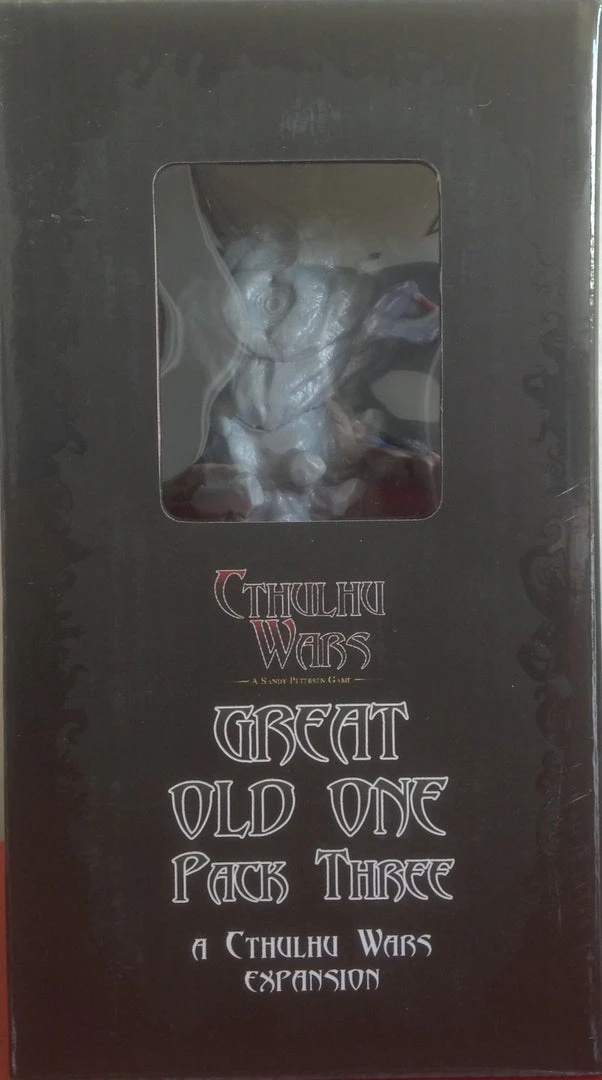 CTHULHU
WARS
A SANDY PETERSEN GAME
GREAT
OLD ONE
PACK THREE
A CTHULHU WARS
EXPANSION